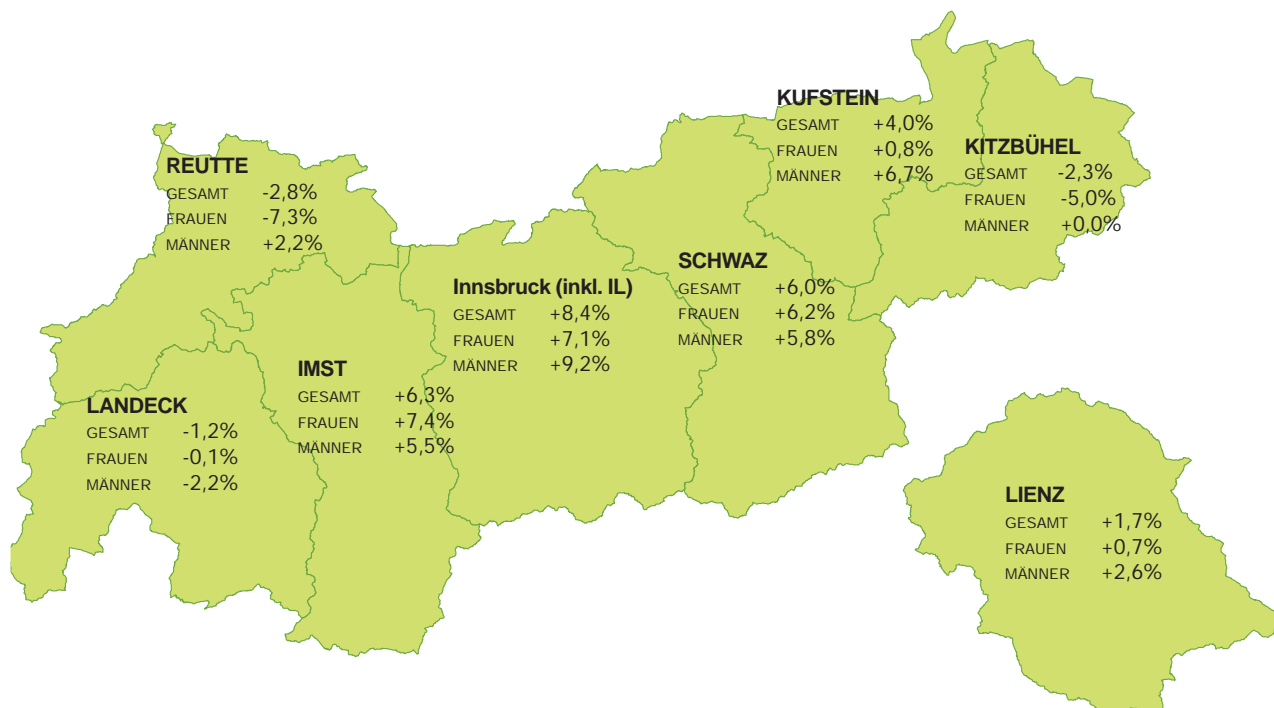 KUFSTEIN
GESAMT +4,0%
FRAUEN +0,8%
MÄNNER +6,7%
KITZBÜHEL
GESAMT -2,3%
FRAUEN -5,0%
MÄNNER +0,0%
REUTTE
GESAMT -2,8%
FRAUEN -7,3%
MÄNNER +2,2%
SCHWAZ
GESAMT +6,0%
FRAUEN +6,2%
MÄNNER +5,8%
Innsbruck (inkl. IL)
GESAMT +8,4%
FRAUEN +7,1%
MÄNNER +9,2%
IMST
GESAMT +6,3%
FRAUEN +7,4%
MÄNNER +5,5%
LANDECK
GESAMT -1,2%
FRAUEN -0,1%
MÄNNER -2,2%
LIENZ
GESAMT +1,7%
FRAUEN +0,7%
MÄNNER +2,6%